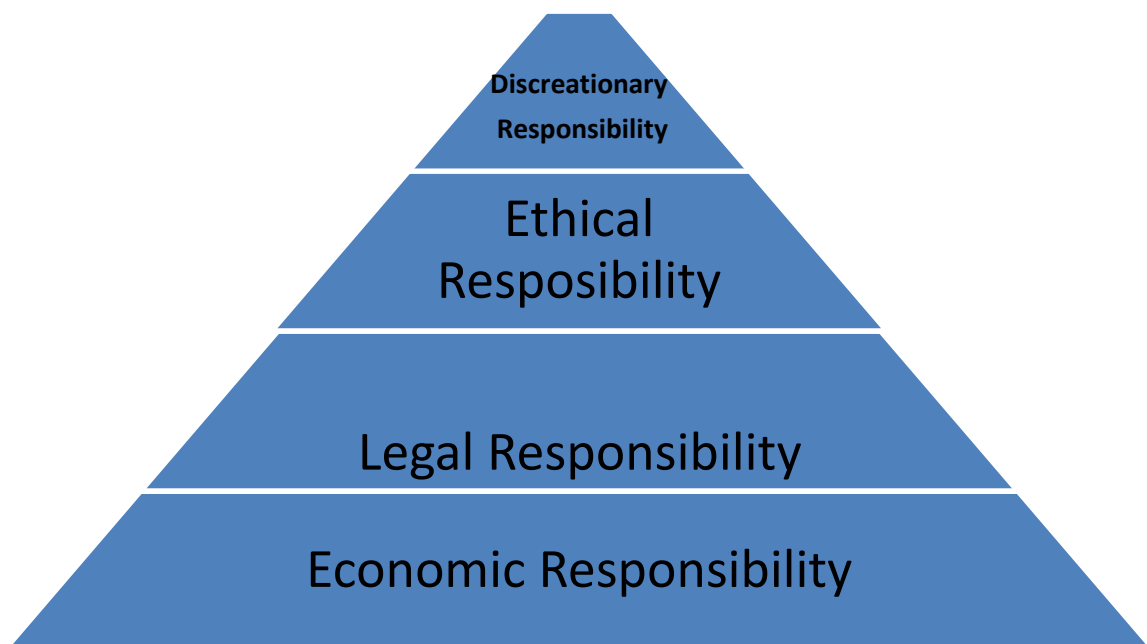 Discreationary
Responsibility
Ethical
Resposibility
Legal Responsibility
Economic Responsibility